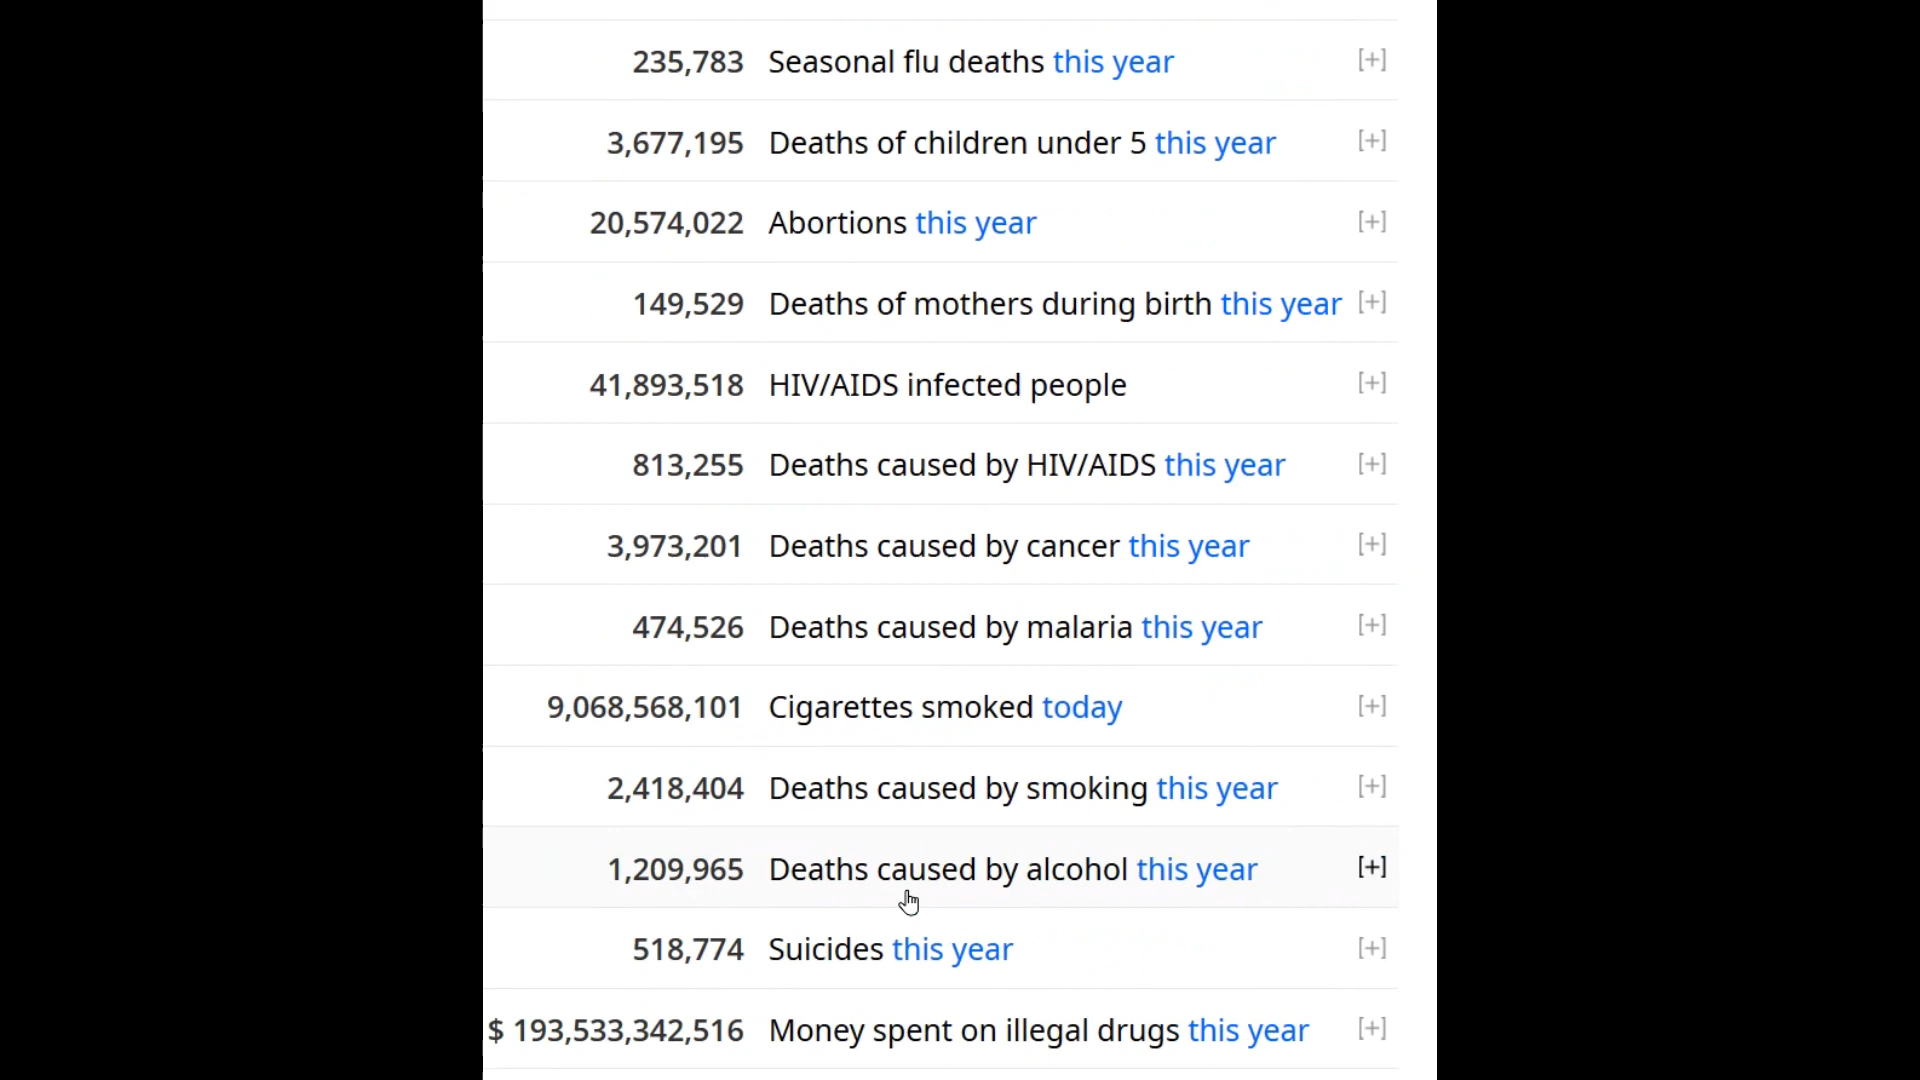 235,783 Seasonal flu deaths this year [+]
3,677,195 Deaths of children under 5 this year [+]
20,574,022 Abortions this year [+]
149,529 Deaths of mothers during birth this year [+]
41,893,518 HIV/AIDS infected people [+]
813,255 Deaths caused by HIV/AIDS this year [+]
3,973,201 Deaths caused by cancer this year [+]
474,526 Deaths caused by malaria this year [+]
9,068,568,101 Cigarettes smoked today [+]
2,418,404 Deaths caused by smoking this year [+]
1,209,965 Deaths caused by alcohol this year [+]
518,774 Suicides this year [+]
$ 193,533,342,516 Money spent on illegal drugs this year [+]